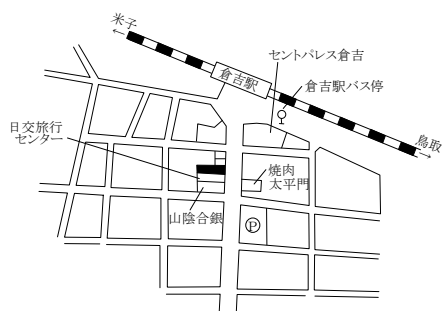 米子
倉吉駅
セントパレス倉吉
倉吉駅バス停
鳥取
日交旅行
センター
焼肉
太平門
山陰合銀
P